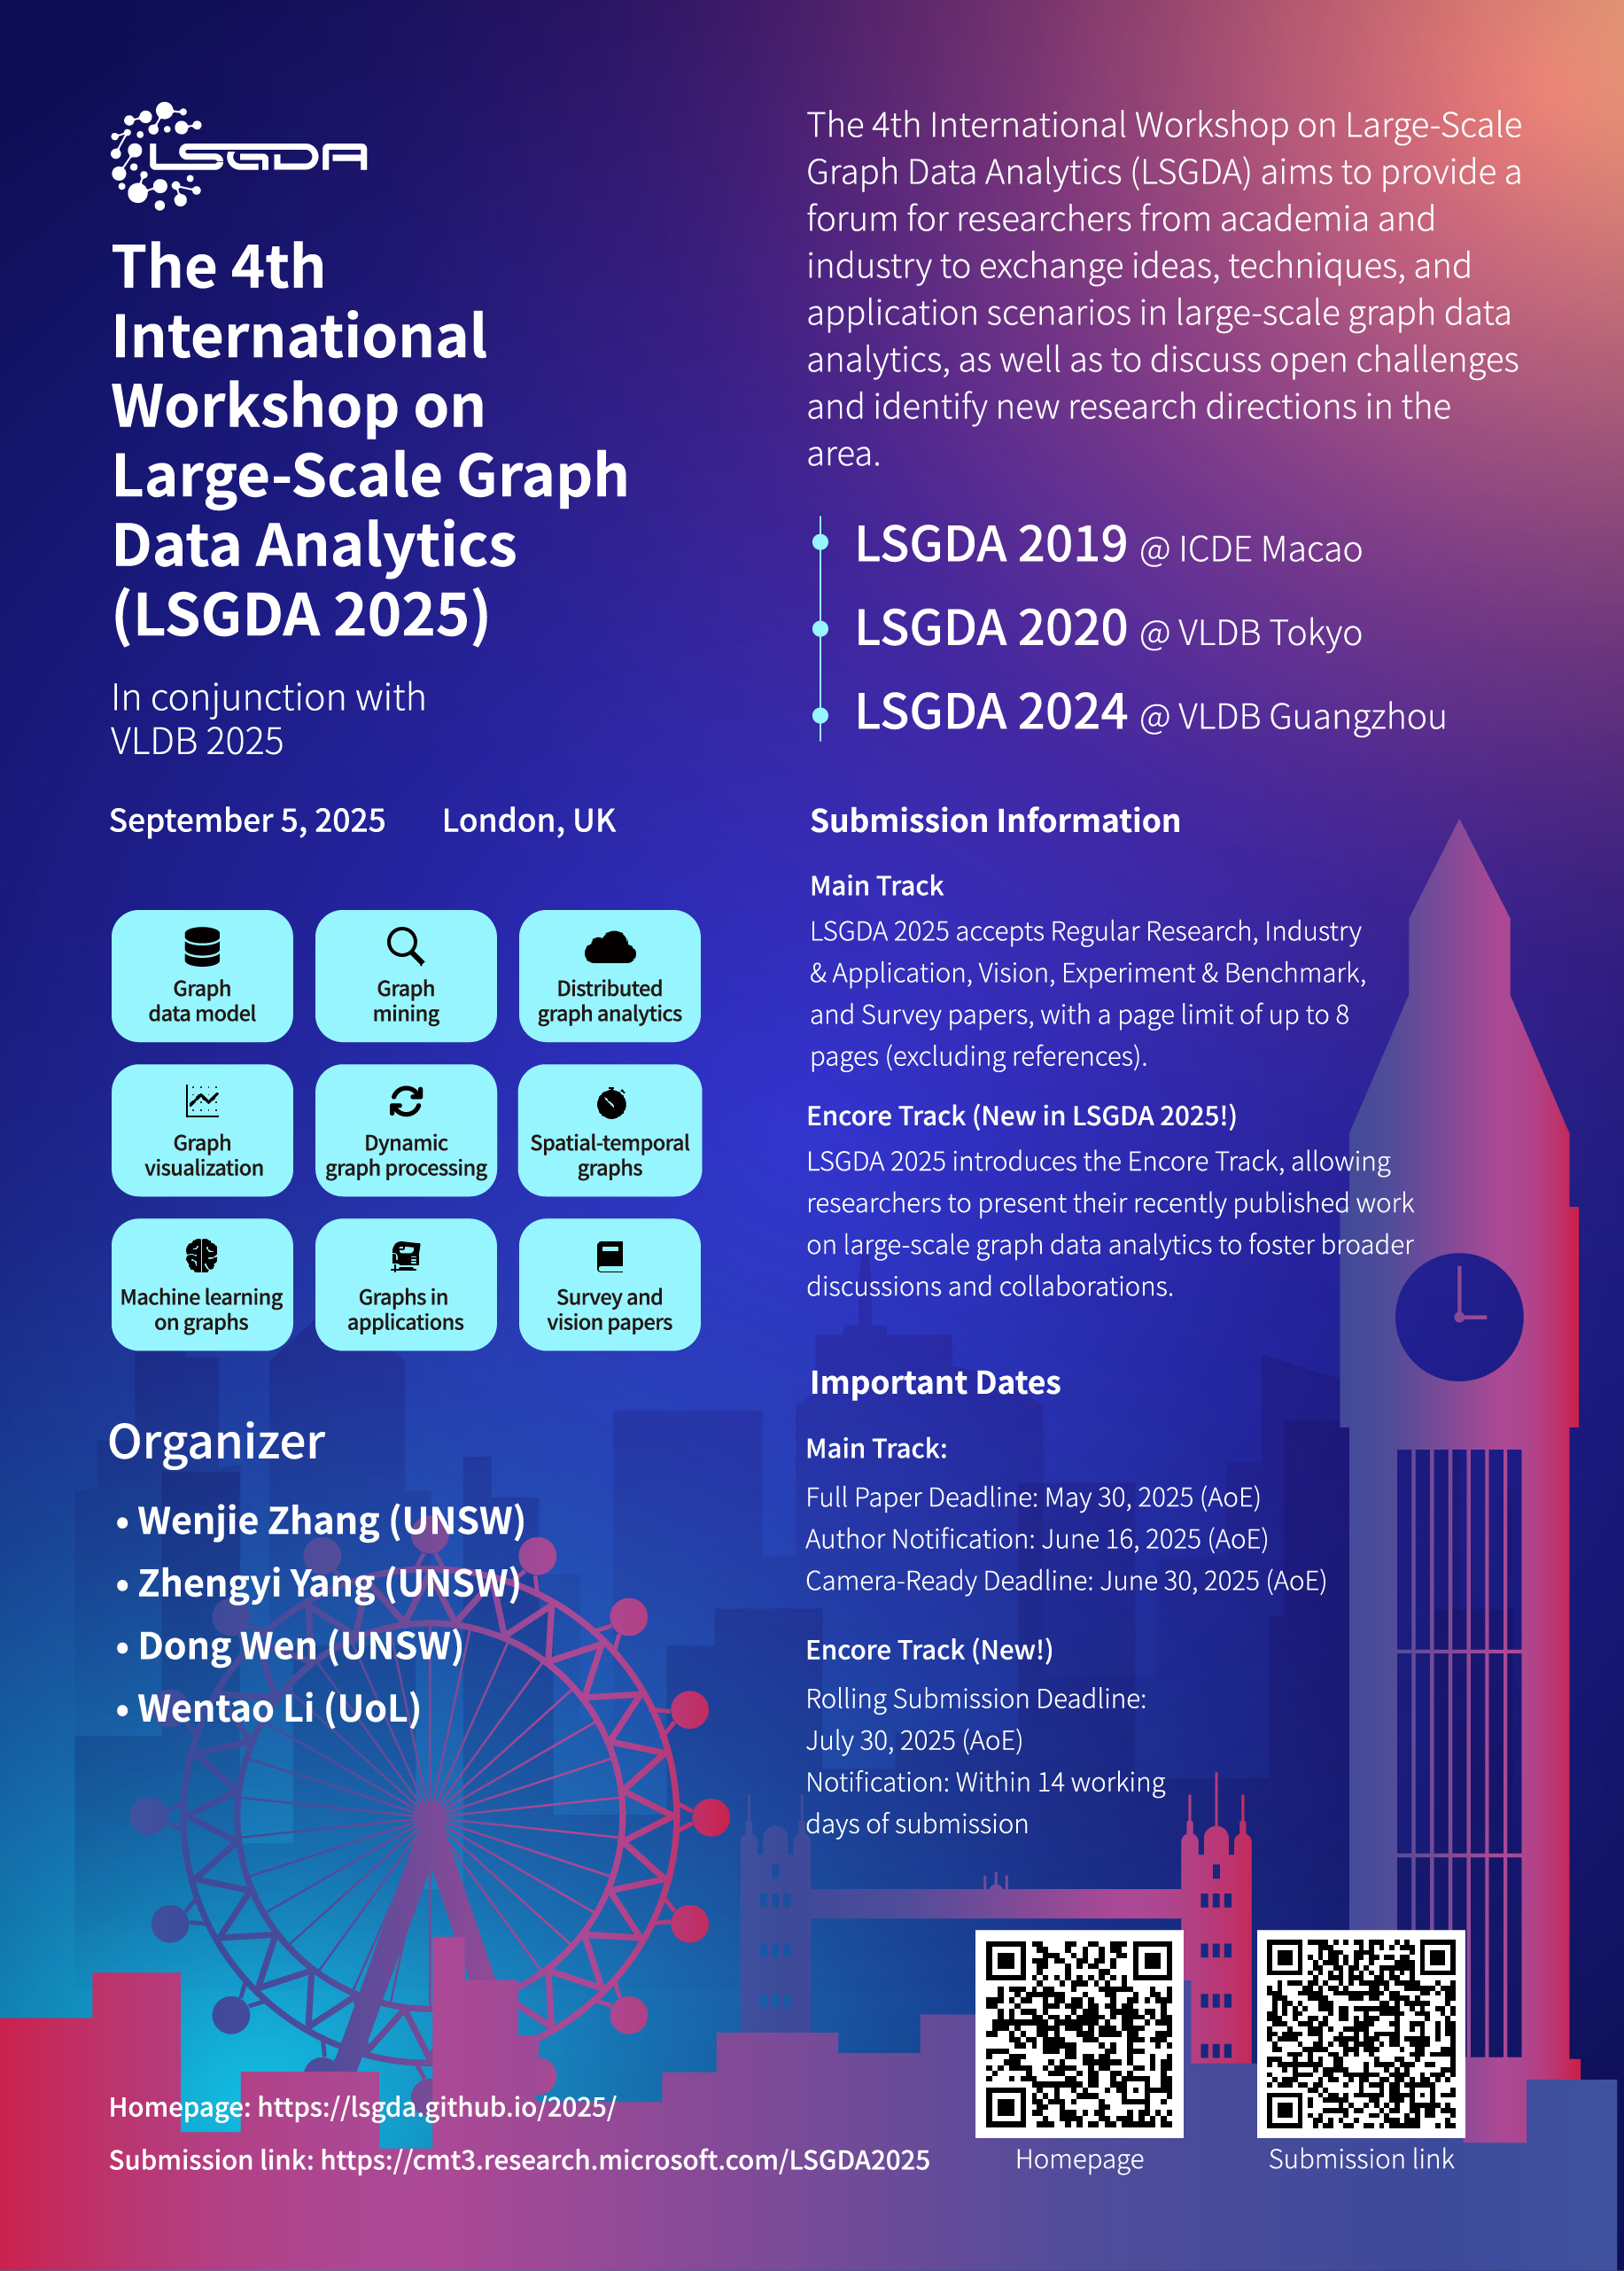 LSGDA
The 4th
International
Workshop on
Large-Scale Graph
Data Analytics
(LSGDA 2025)
In conjunction with
VLDB 2025
September 5, 2025 London, UK
Graph
data model
Graph
mining
Distributed
graph analytics
Graph
visualization
Dynamic
graph processing
Spatial-temporal
graphs
Machine learning
on graphs
Graphs in
applications
Survey and
vision papers
Organizer
• Wenjie Zhang (UNSW)
• Zhengyi Yang (UNSW)
• Dong Wen (UNSW)
• Wentao Li (UoL)
The 4th International Workshop on Large-Scale
Graph Data Analytics (LSGDA) aims to provide a
forum for researchers from academia and
industry to exchange ideas, techniques, and
application scenarios in large-scale graph data
analytics, as well as to discuss open challenges
and identify new research directions in the
area.
LSGDA 2019 @ ICDE Macao
LSGDA 2020 @ VLDB Tokyo
LSGDA 2024 @ VLDB Guangzhou
Submission Information
Main Track
LSGDA 2025 accepts Regular Research, Industry
& Application, Vision, Experiment & Benchmark,
and Survey papers, with a page limit of up to 8
pages (excluding references).
Encore Track (New in LSGDA 2025!)
LSGDA 2025 introduces the Encore Track, allowing
researchers to present their recently published work
on large-scale graph data analytics to foster broader
discussions and collaborations.
Important Dates
Main Track:
Full Paper Deadline: May 30, 2025 (AoE)
Author Notification: June 16, 2025 (AoE)
Camera-Ready Deadline: June 30, 2025 (AoE)
Encore Track (New!)
Rolling Submission Deadline:
July 30, 2025 (AoE)
Notification: Within 14 working
days of submission
Homepage: https://lsgda.github.io/2025/
Submission link: https://cmt3.research.microsoft.com/LSGDA2025
Homepage
Submission link